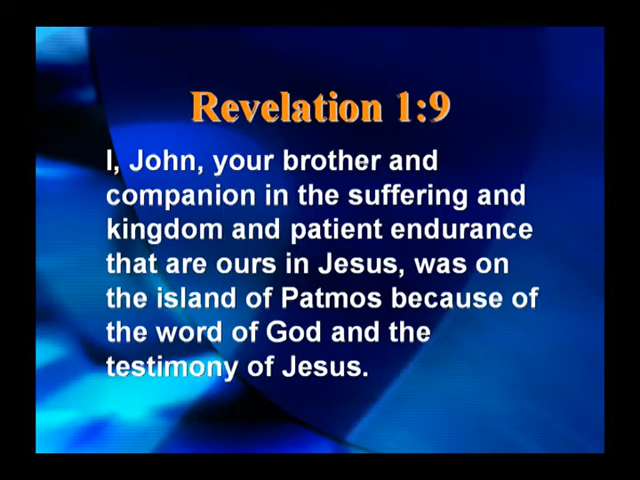 Revelation 1:9
I, John, your brother and
companion in the suffering and
kingdom and patient endurance
that are ours in Jesus, was on
the island of Patmos because of
the word of God and the
testimony of Jesus.